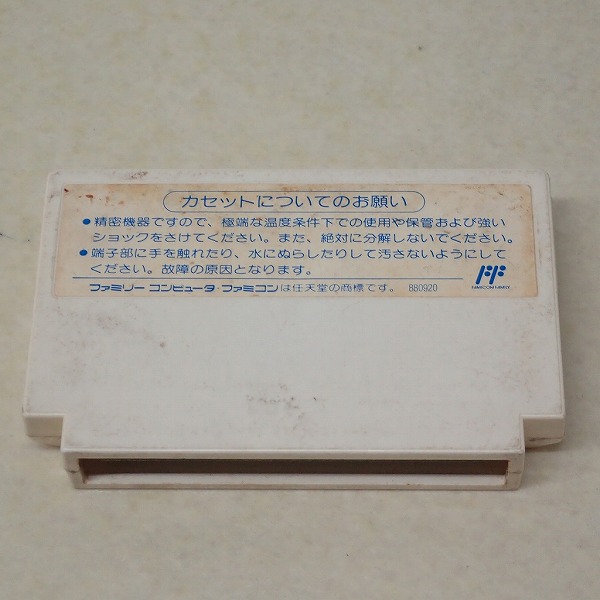 カセットについてのお願い
●精密機器ですので、極端な温度条件下での使用や保管および強い
ショックをさけてください。また、絶対に分解しないでください。
●端子部に手を触れたり、水にぬらしたりして汚さないようにして
ください。故障の原因となります。
ファミリー コンピュータ・ファミコンは任天堂の商標です。 880920
FAMICOM FAMILY